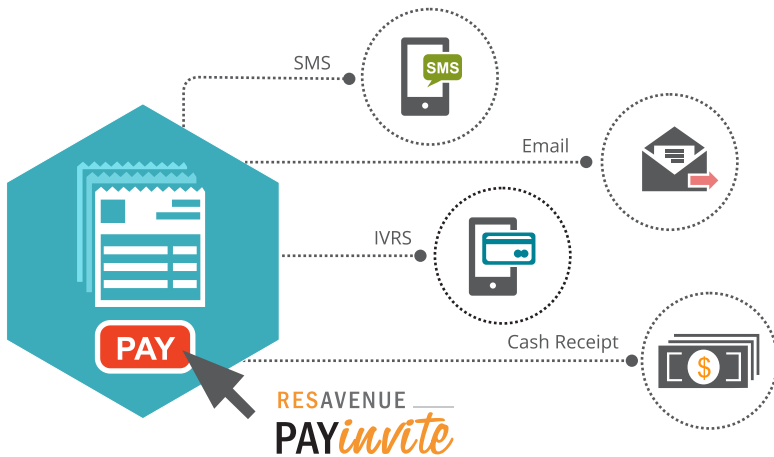 SMS
SMS
Email
IVRS
Cash Receipt
$
PAY
RESAVENUE
PAYinvite